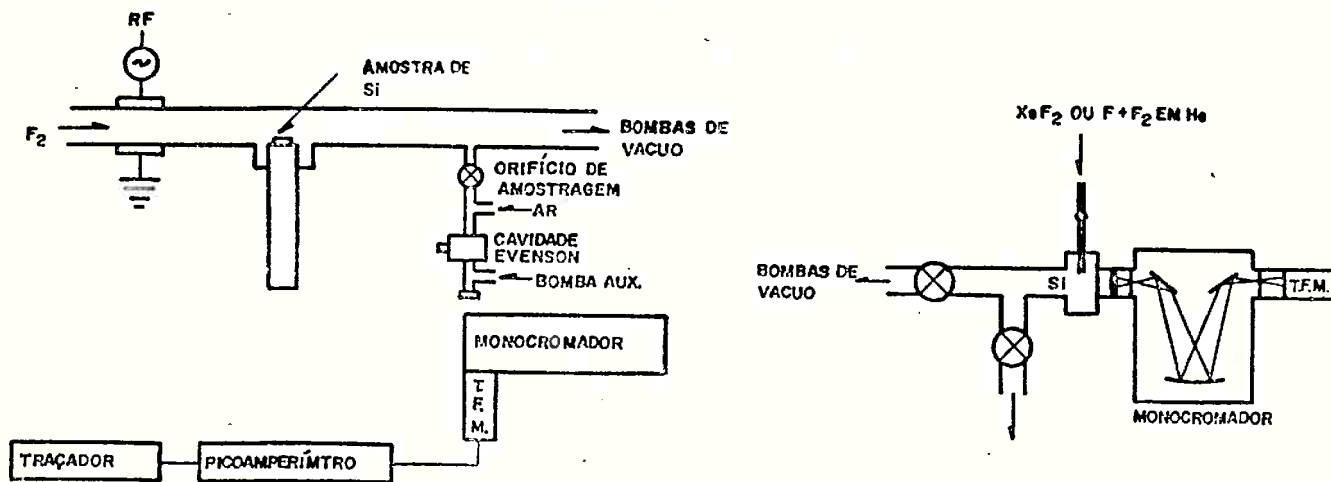 RF
AMOSTRA DE
Si
F₂
BOMBAS DE
VACUO
ORIFÍCIO DE
AMOSTRAGEM
AR
CAVIDADE
EVENSON
BOMBA AUX.
MONOCROMADOR
T.
F.
M.
PICOAMPERÍMTRO
TRAÇADOR
XeF₂ OU F+F₂ EM He
BOMBAS DE
VACUO
Si
T.F.M.
MONOCROMADOR